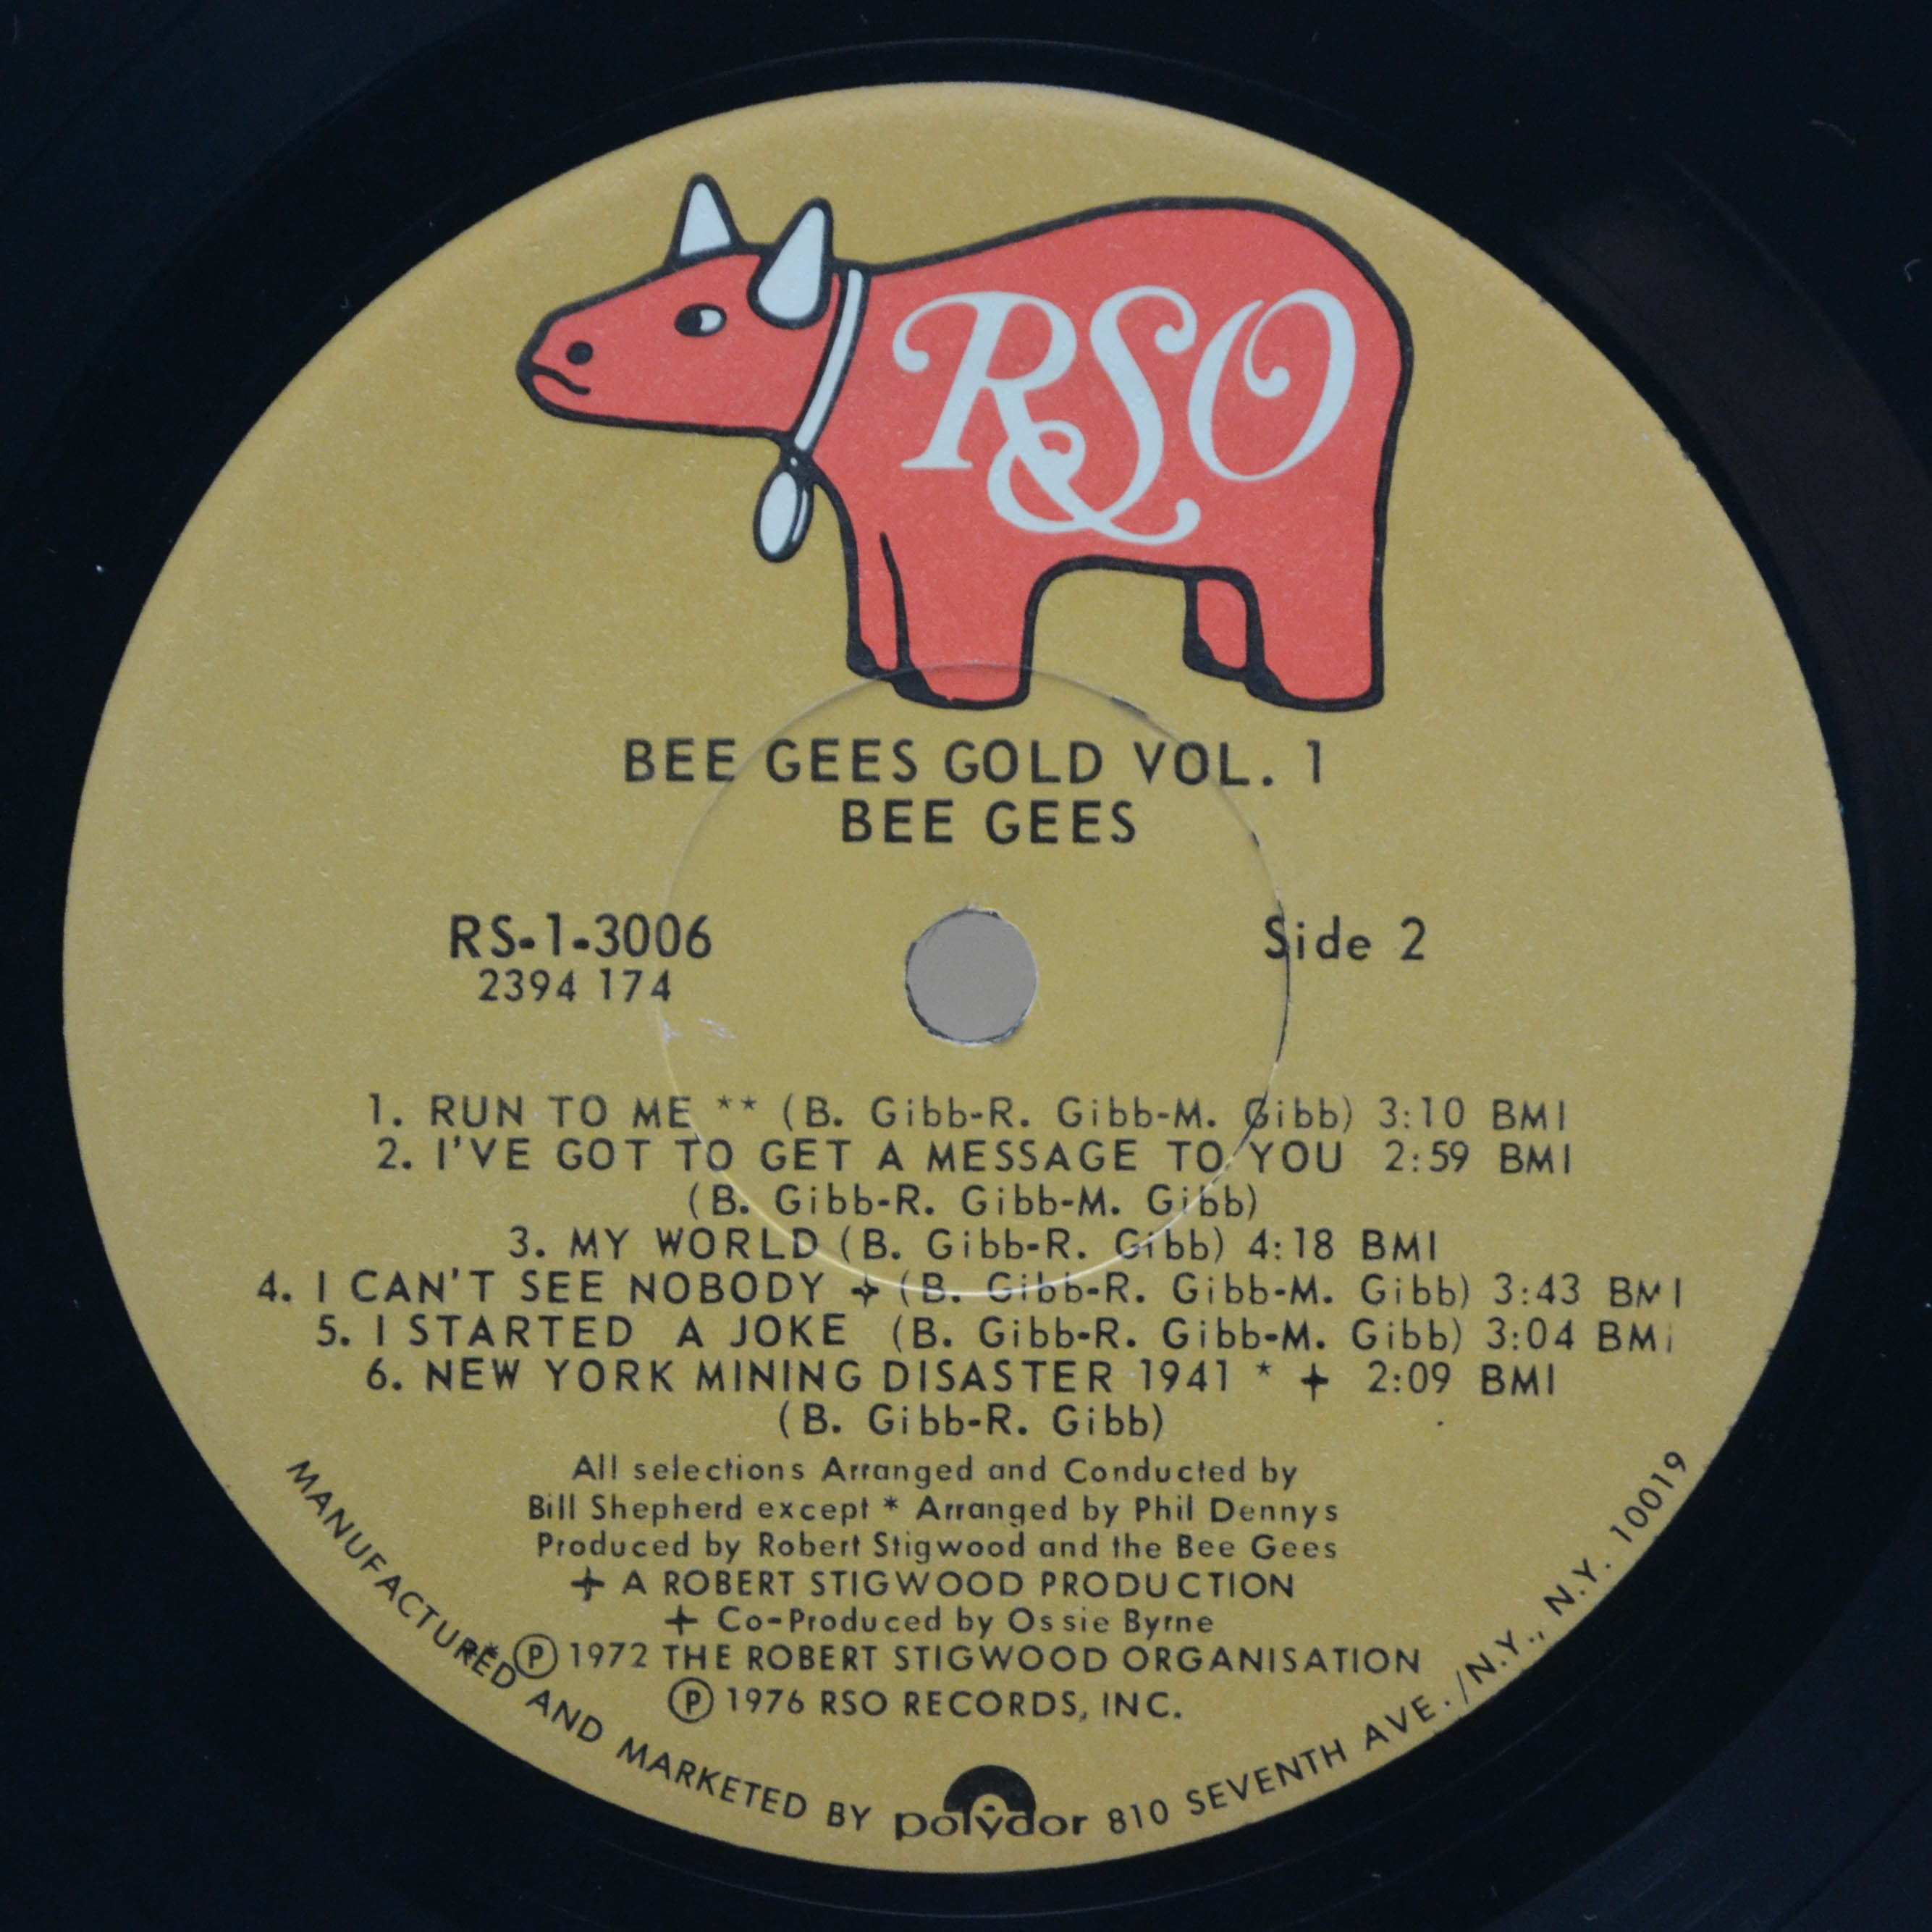 RSO
BEE GEES GOLD VOL. 1
BEE GEES
RS-1-3006
Side 2
2394 174
1. RUN TO ME ** (B. Gibb-R. Gibb-M. Gibb) 3:10 BMI
2. I'VE GOT TO GET A MESSAGE TO YOU 2:59 BMI
(B. Gibb-R. Gibb-M. Gibb)
3. MY WORLD (B. Gibb-R. Gibb) 4:18 BMI
4. I CAN'T SEE NOBODY + (B. Gibb-R. Gibb-M. Gibb) 3:43 BMI
5. I STARTED A JOKE (B. Gibb-R. Gibb-M. Gibb) 3:04 BMI
6. NEW YORK MINING DISASTER 1941 * + 2:09 BMI
(B. Gibb-R. Gibb)
All selections Arranged and Conducted by
Bill Shepherd except * Arranged by Phil Dennys
Produced by Robert Stigwood and the Bee Gees
+ A ROBERT STIGWOOD PRODUCTION
+ Co-Produced by Ossie Byrne
** Ⓟ 1972 THE ROBERT STIGWOOD ORGANISATION
Ⓟ 1976 RSO RECORDS, INC.
MANUFACTURED AND MARKETED BY polydor 810 SEVENTH AVE./N.Y., N.Y. 10019